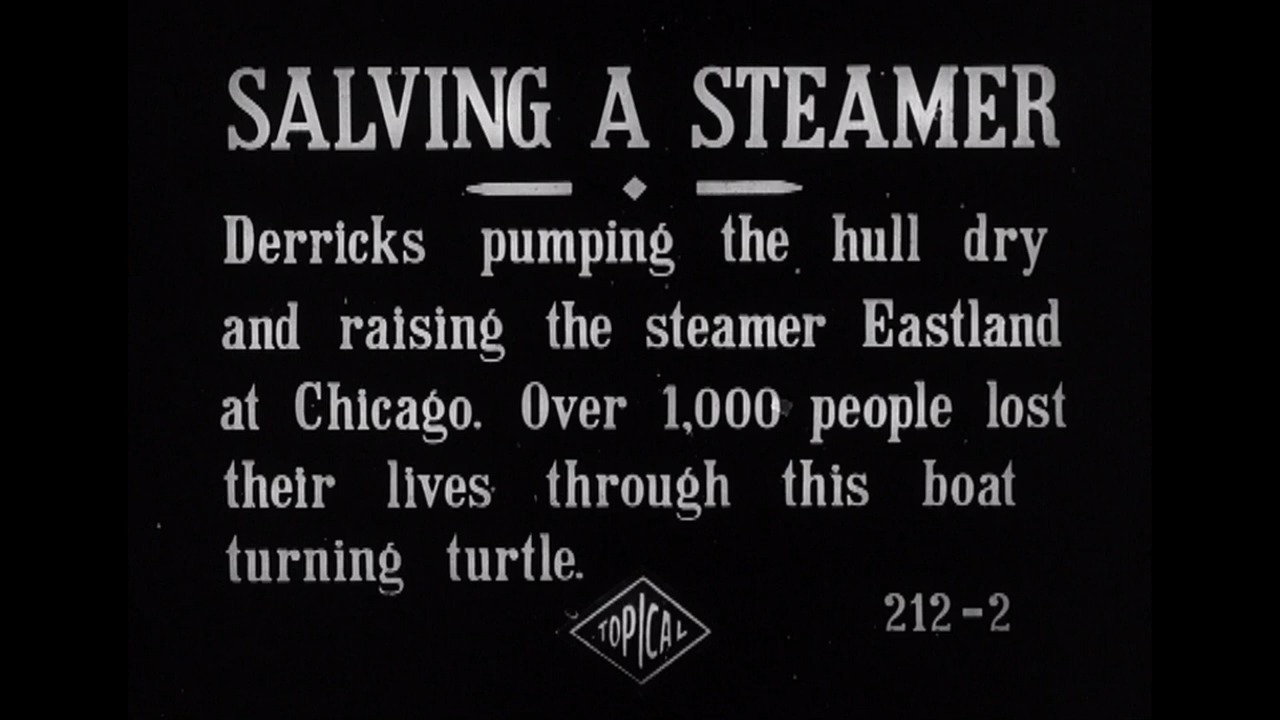 SALVING A STEAMER
Derricks pumping the hull dry
and raising the steamer Eastland
at Chicago. Over 1,000 people lost
their lives through this boat
turning turtle.
TOPICAL
212-2